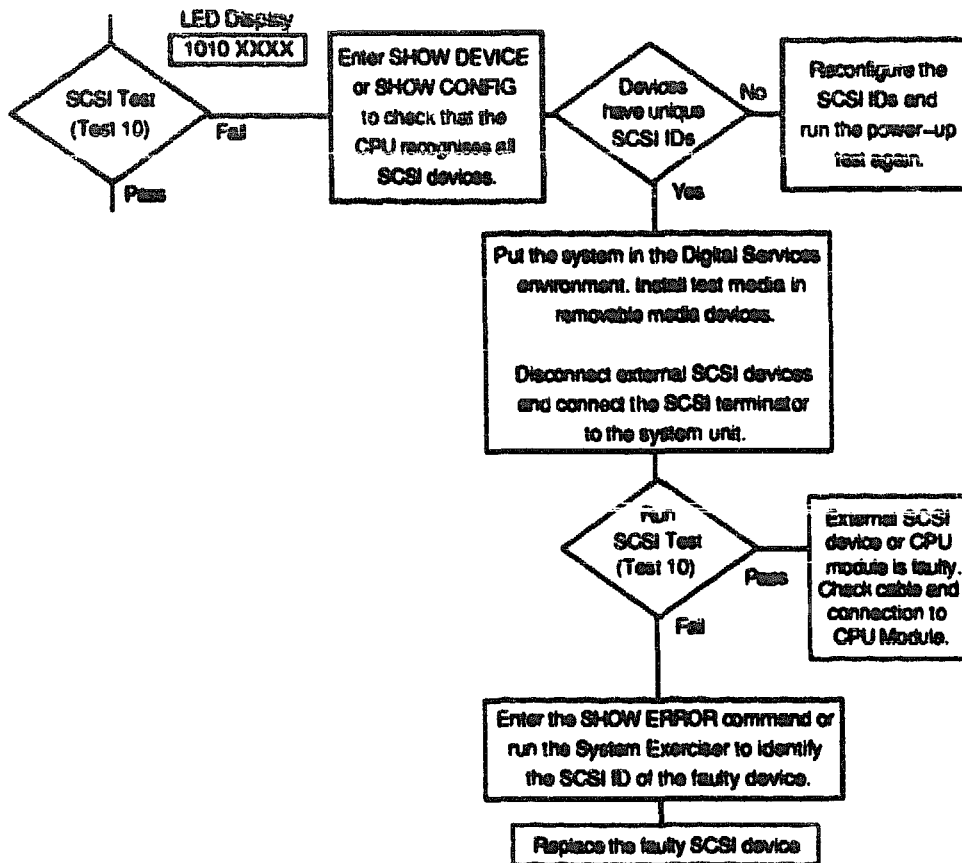 LED Display
1010 XXXX
SCSI Test
(Test 10)
Fail
Pass
Enter SHOW DEVICE
or SHOW CONFIG
to check that the
CPU recognises all
SCSI devices.
Devices
have unique
SCSI IDs
No
Yes
Reconfigure the
SCSI IDs and
run the power-up
test again.
Put the system in the Digital Services
environment. Install test media in
removable media devices.
Disconnect external SCSI devices
and connect the SCSI terminator
to the system unit.
Run
SCSI Test
(Test 10)
Pass
Fail
External SCSI
device or CPU
module is faulty.
Check cable and
connection to
CPU Module.
Enter the SHOW ERROR command or
run the System Exerciser to identify
the SCSI ID of the faulty device.
Replace the faulty SCSI device